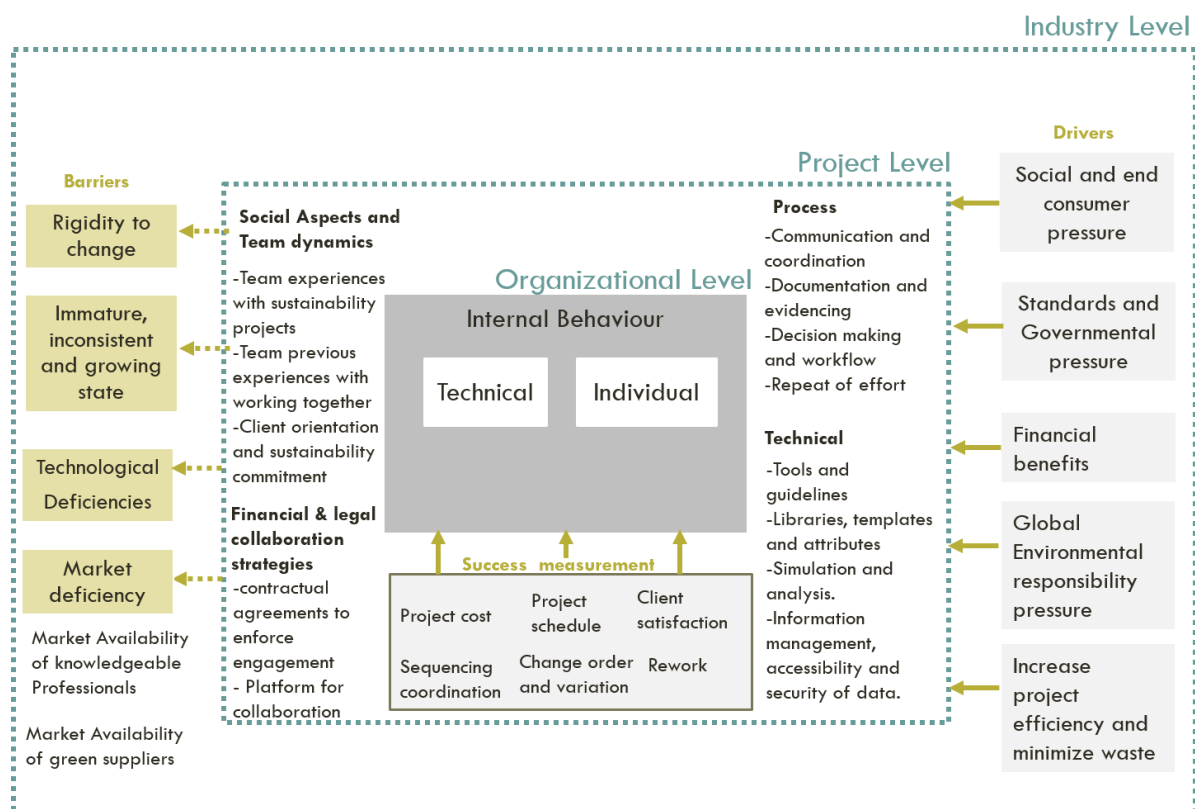 Industry Level
Barriers
Rigidity to
change
Immature,
inconsistent
and growing
state
Technological
Deficiencies
Market
deficiency
Market Availability
of knowledgeable
Professionals
Market Availability
of green suppliers
Project Level
Social Aspects and
Team dynamics
-Team experiences
with sustainability
projects
-Team previous
experiences with
working together
-Client orientation
and sustainability
commitment
Financial & legal
collaboration
strategies
-contractual
agreements to
enforce
engagement
- Platform for
collaboration
Organizational Level
Internal Behaviour
Technical
Individual
Success measurement
Project cost
Project
schedule
Client
satisfaction
Sequencing
coordination
Change order
and variation
Rework
Process
-Communication and
coordination
-Documentation and
evidencing
-Decision making
and workflow
-Repeat of effort
Technical
-Tools and
guidelines
-Libraries, templates
and attributes
-Simulation and
analysis.
-Information
management,
accessibility and
security of data.
Drivers
Social and end
consumer
pressure
Standards and
Governmental
pressure
Financial
benefits
Global
Environmental
responsibility
pressure
Increase
project
efficiency and
minimize waste